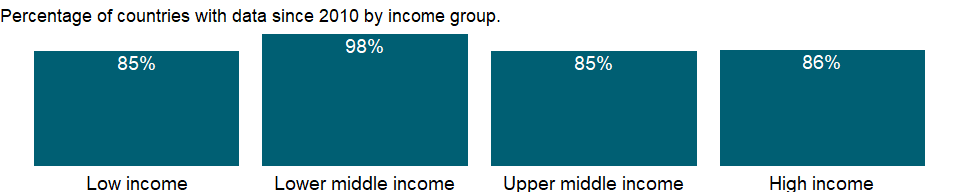 Percentage of countries with data since 2010 by income group.
85%
98%
85%
86%
Low income
Lower middle income
Upper middle income
High income